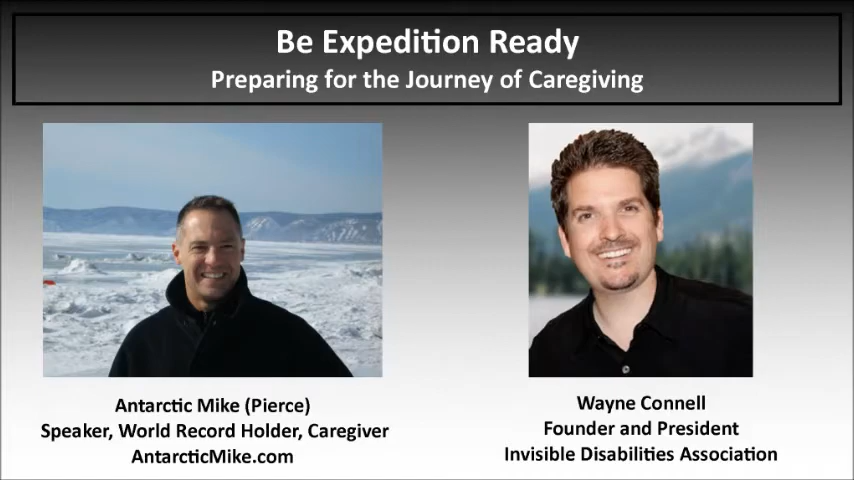 Be Expedition Ready
Preparing for the Journey of Caregiving
Antarctic Mike (Pierce)
Speaker, World Record Holder, Caregiver
AntarcticMike.com
Wayne Connell
Founder and President
Invisible Disabilities Association